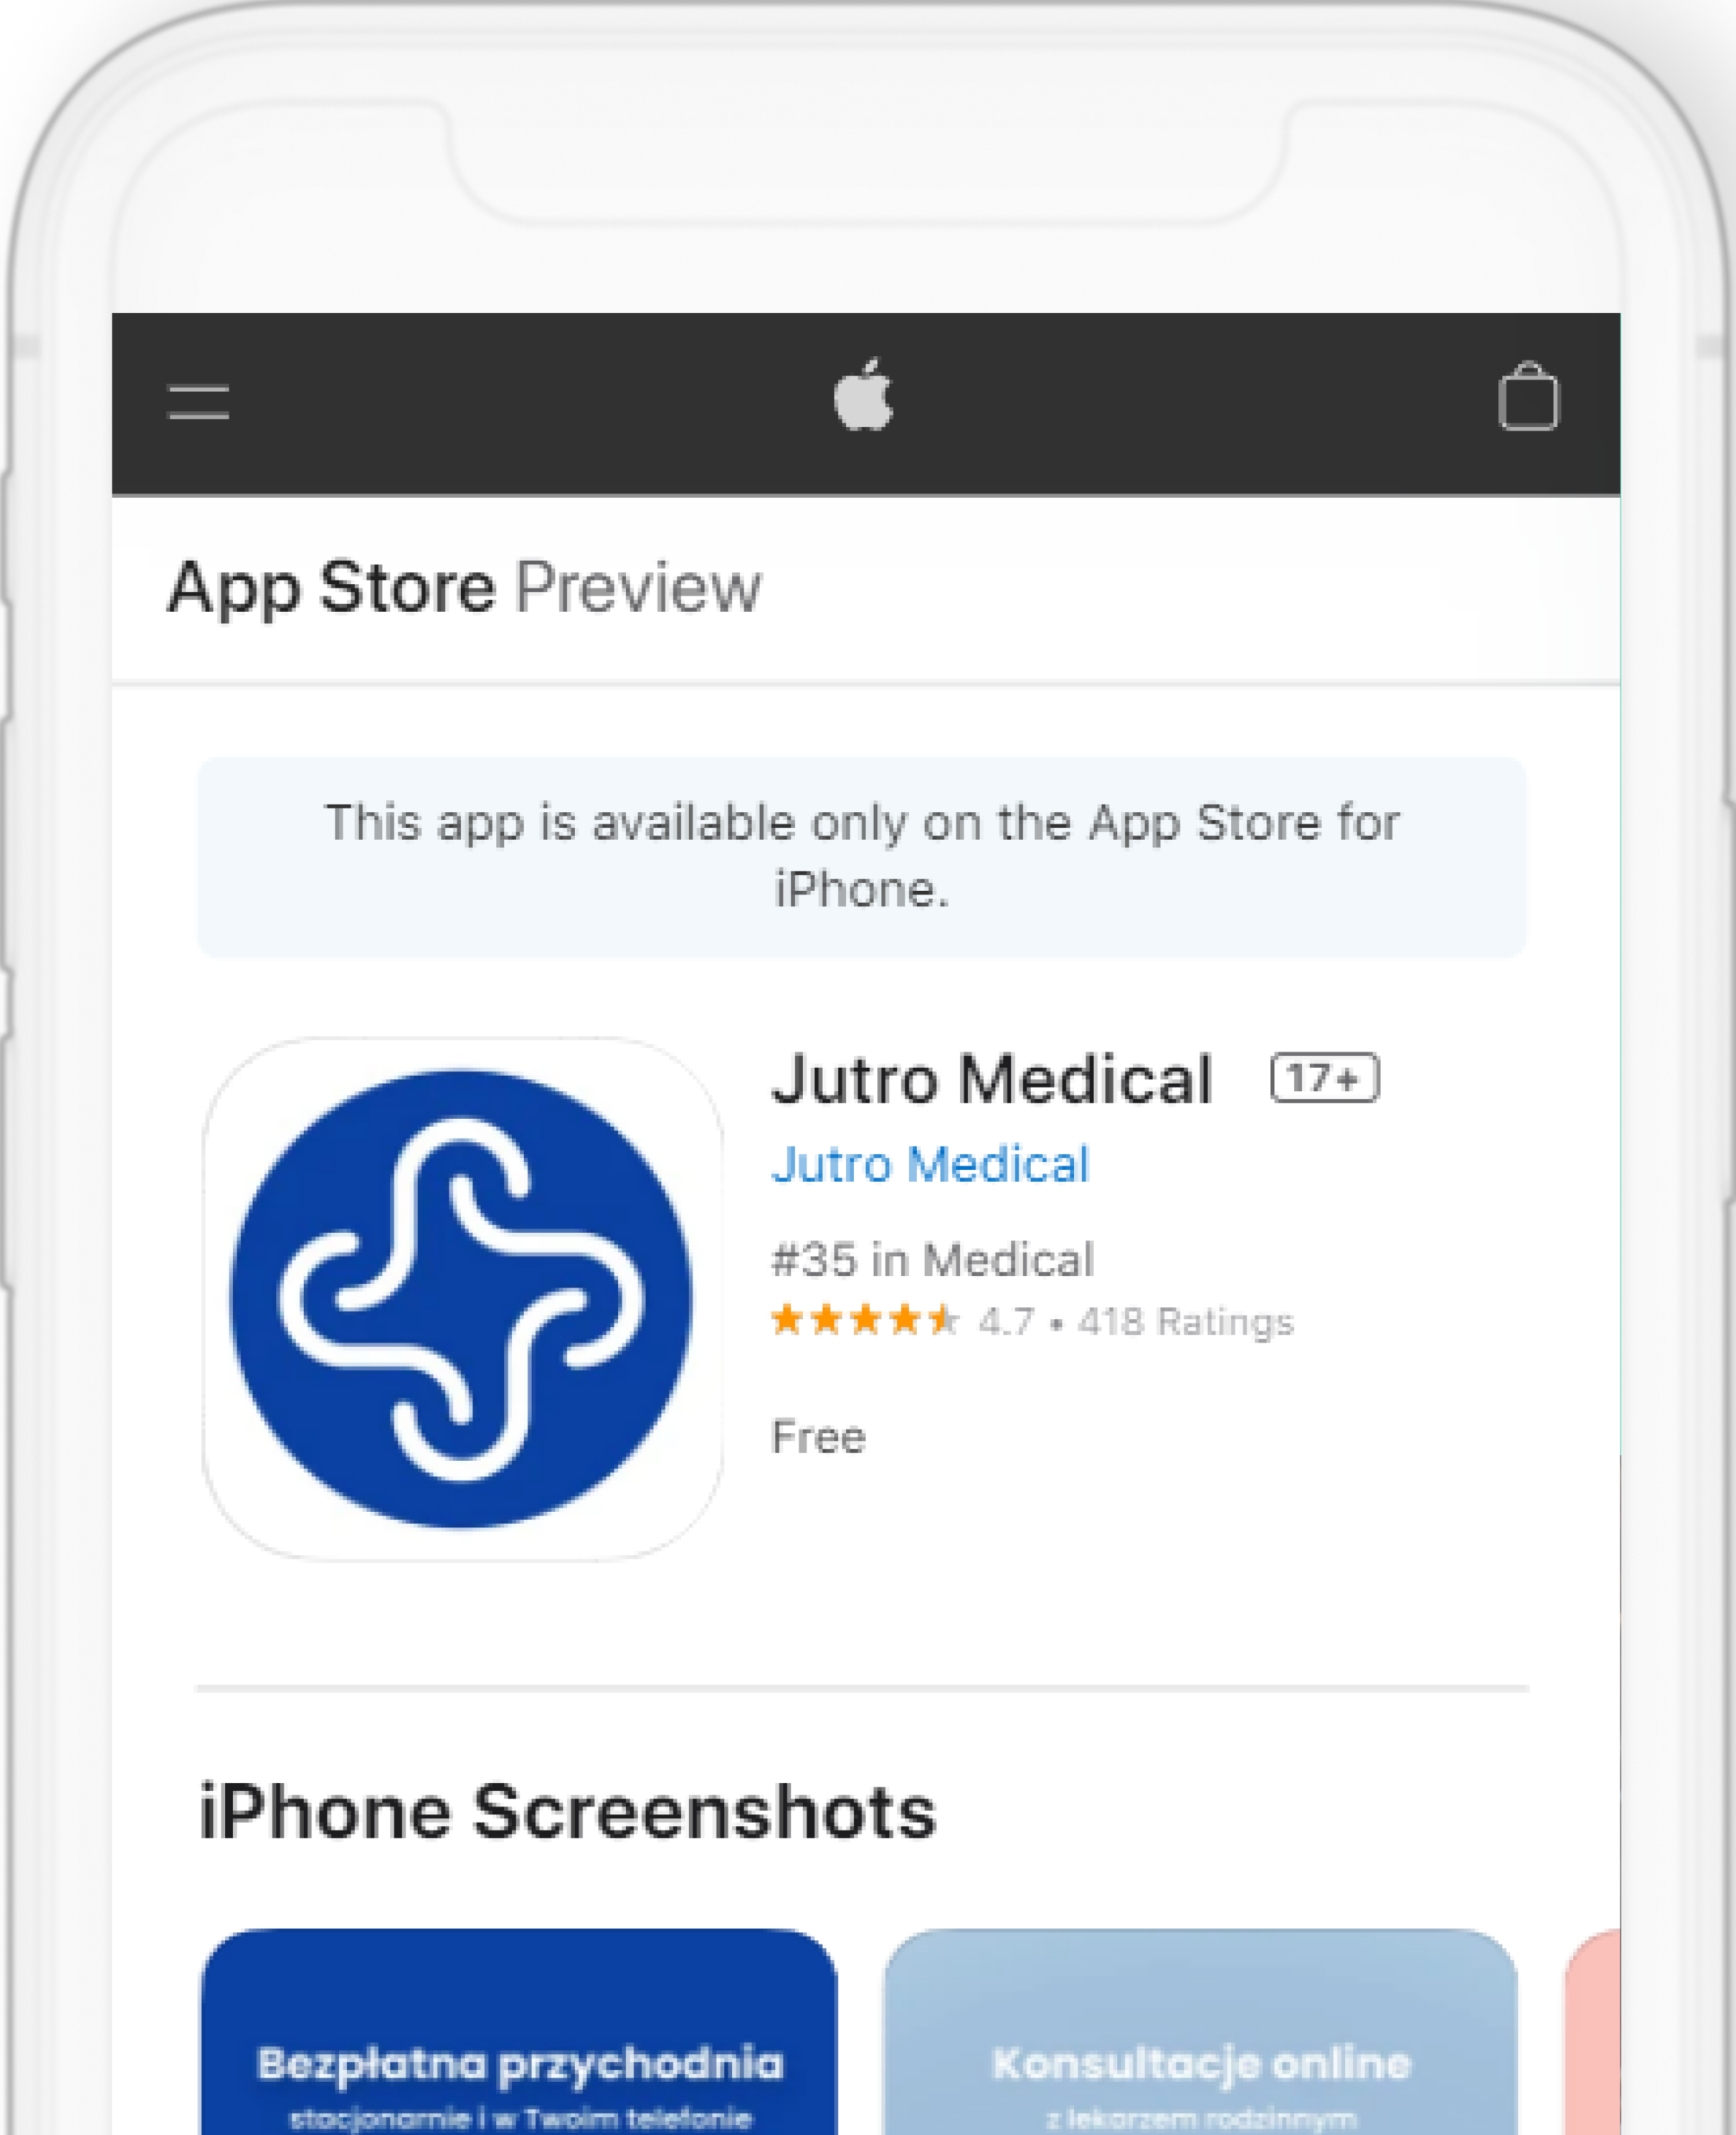 App Store Preview
This app is available only on the App Store for
iPhone.
Jutro Medical 17+
Jutro Medical
#35 in Medical
4.7 • 418 Ratings
Free
iPhone Screenshots
Bezpłatna przychodnia
stacjonarnie i w Twoim telefonie
Konsultacje online
z lekarzem rodzinnym